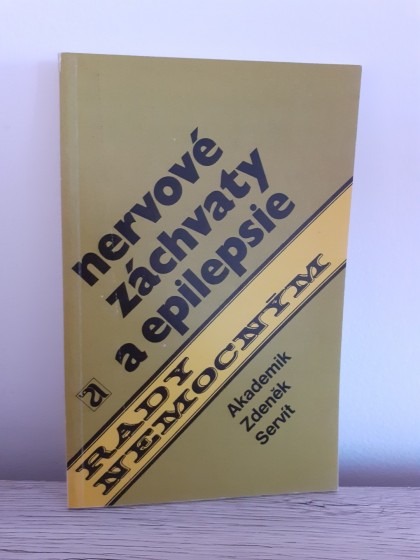 nervové
záchvaty
a epilepsie
a
RADY
NEMOCNÝM
Akademik
Zdeněk
Servít